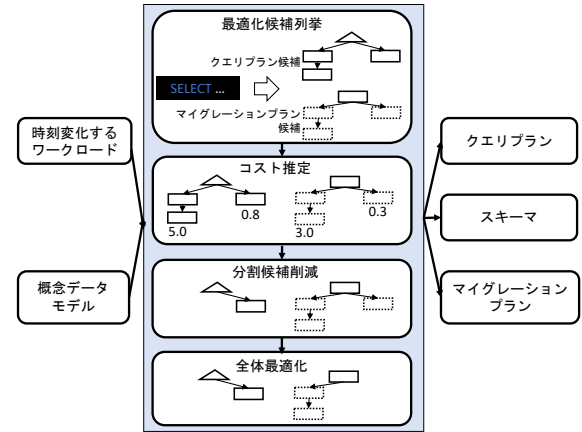 最適化候補列挙
クエリプラン候補
SELECT ...
マイグレーションプラン
候補
時刻変化する
ワークロード
概念データ
モデル
コスト推定
5.0
0.8
3.0
0.3
分割候補削減
全体最適化
クエリプラン
スキーマ
マイグレーション
プラン